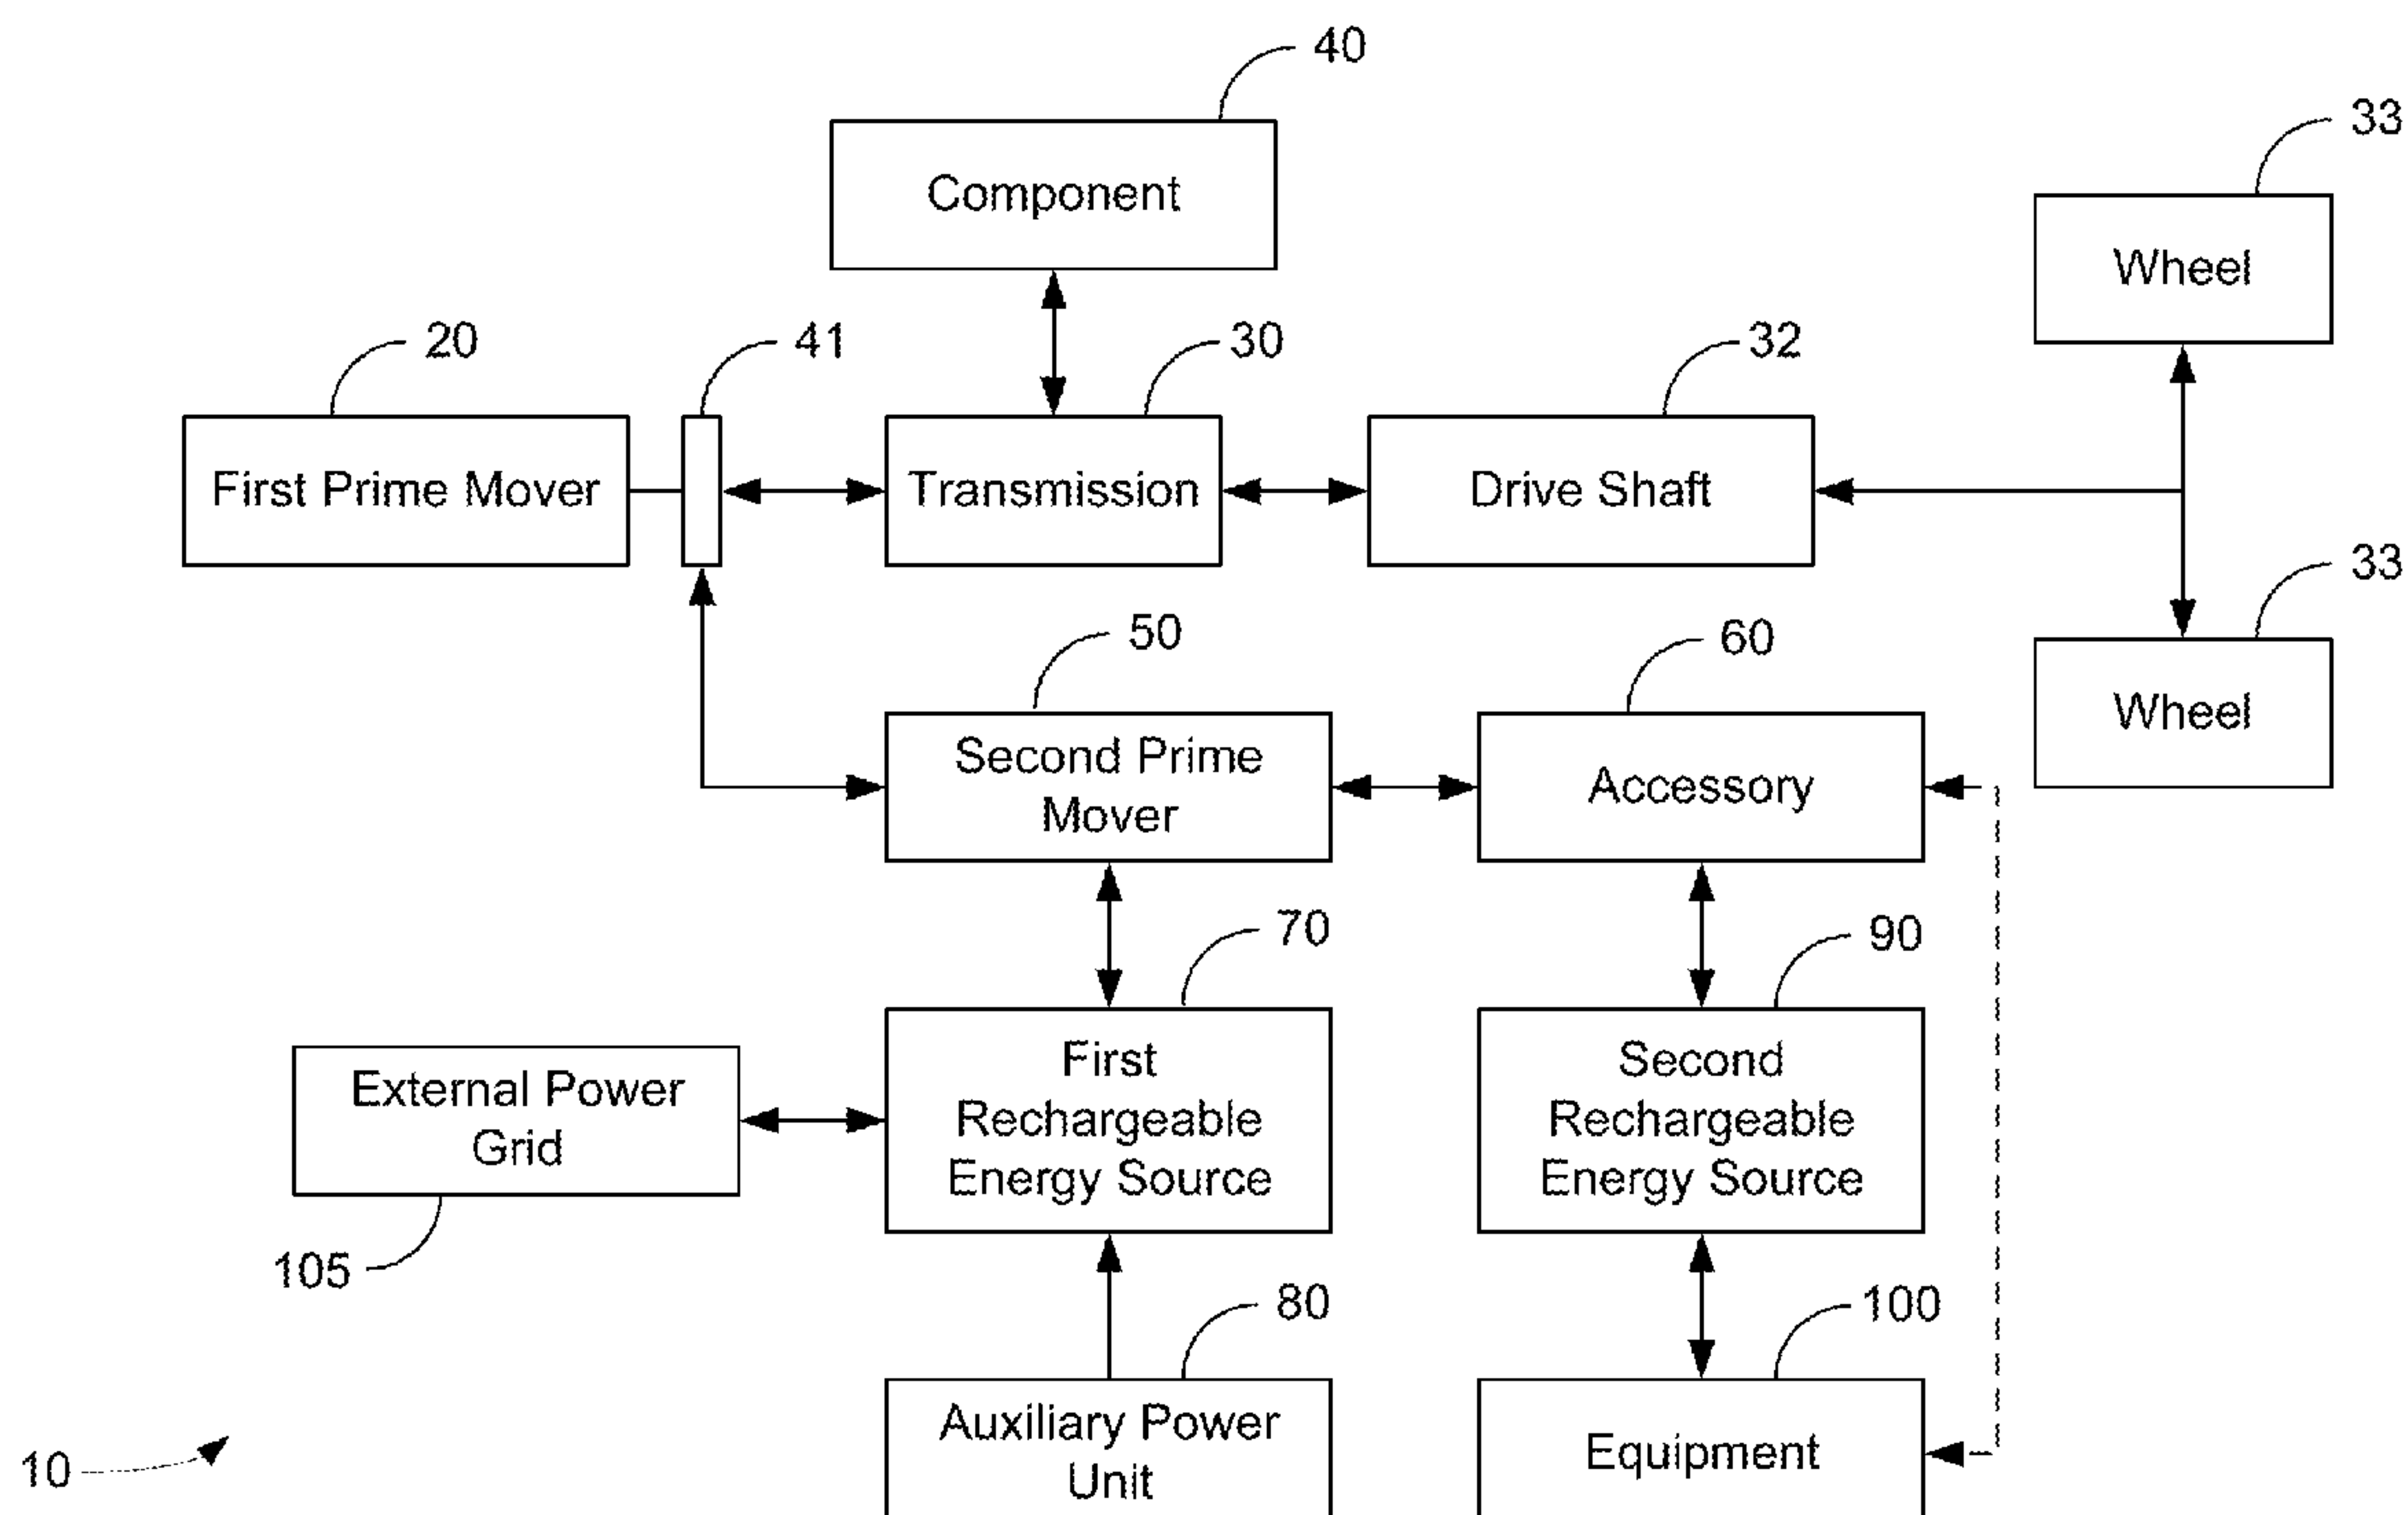 40
Component
33
Wheel
20
41
30
32
First Prime Mover
Transmission
Drive Shaft
33
Wheel
50
60
Second Prime
Mover
Accessory
70
90
External Power
Grid
First
Rechargeable
Energy Source
Second
Rechargeable
Energy Source
105
80
100
Auxiliary Power
Unit
Equipment
10